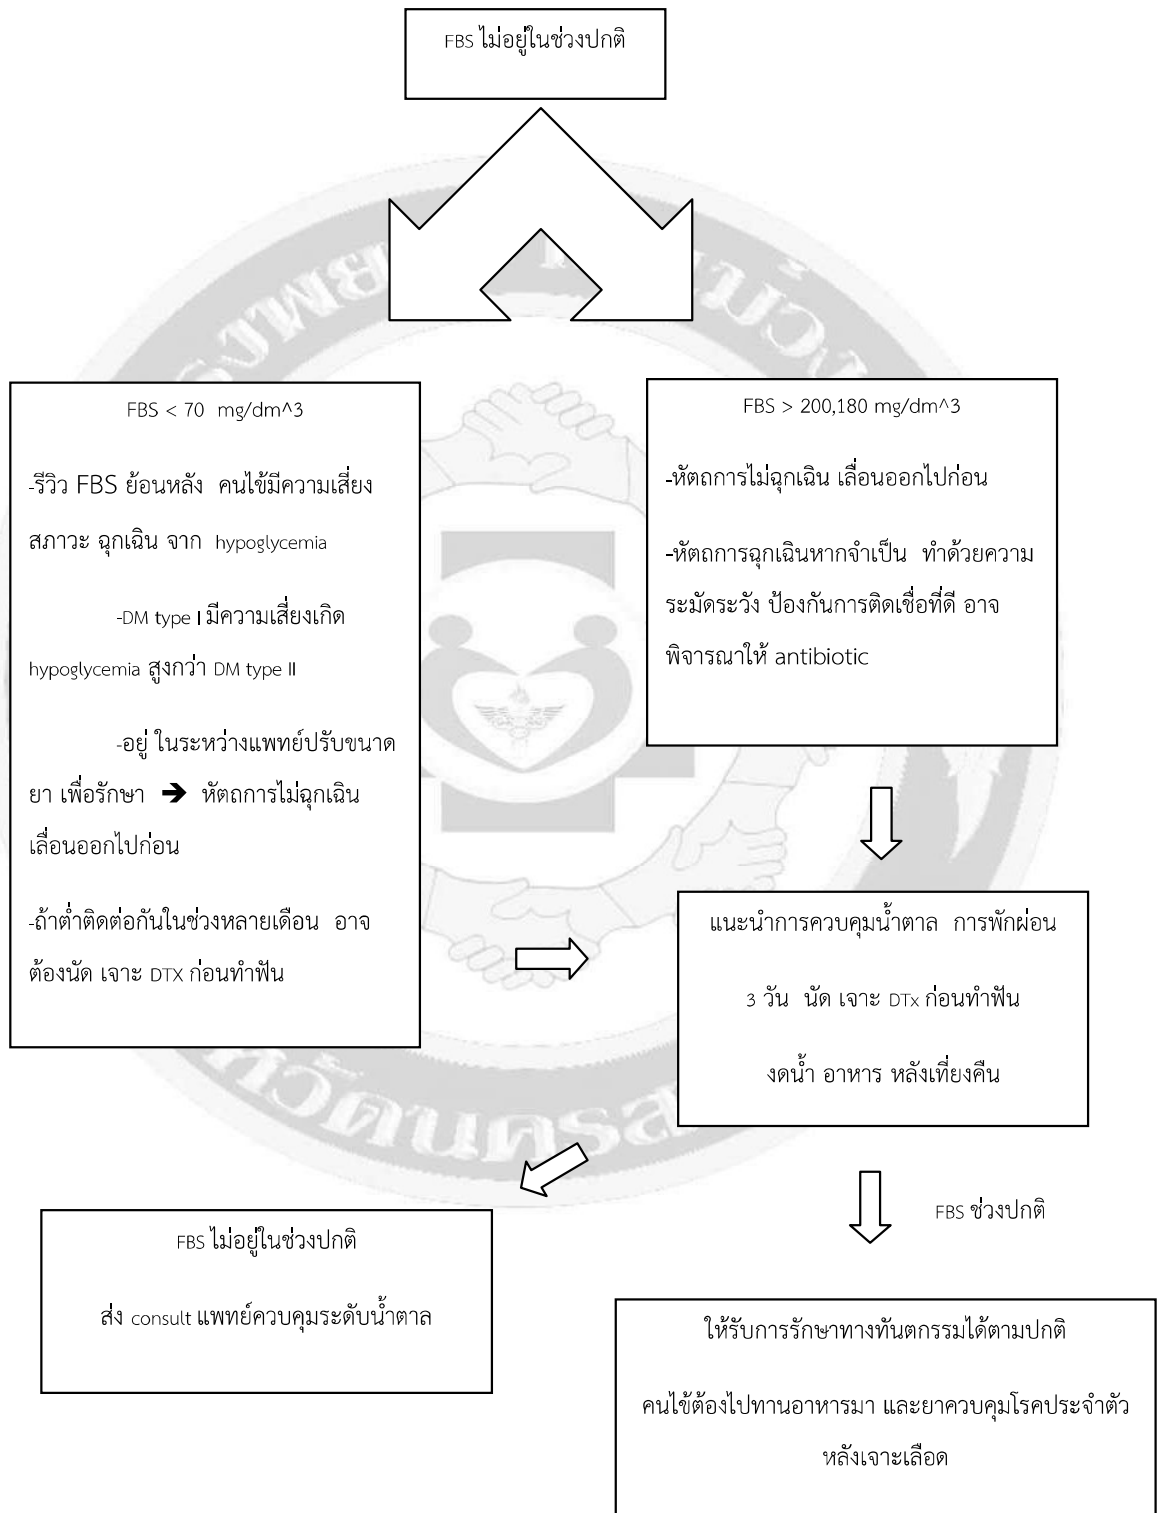 FBS ไม่อยู่ในช่วงปกติ
FBS < 70 mg/dm^3
-รีวิว FBS ย้อนหลัง คนไข้มีความเสี่ยง
สภาวะ ฉุกเฉิน จาก hypoglycemia
-DM type I มีความเสี่ยงเกิด
hypoglycemia สูงกว่า DM type II
-อยู่ ในระหว่างแพทย์ปรับขนาด
ยา เพื่อรักษา ➔ หัตถการไม่ฉุกเฉิน
เลื่อนออกไปก่อน
-ถ้าต่ำติดต่อกันในช่วงหลายเดือน อาจ
ต้องนัด เจาะ DTX ก่อนทำฟัน
FBS > 200,180 mg/dm^3
-หัตถการไม่ฉุกเฉิน เลื่อนออกไปก่อน
-หัตถการฉุกเฉินหากจำเป็น ทำด้วยความ
ระมัดระวัง ป้องกันการติดเชื่อที่ดี อาจ
พิจารณาให้ antibiotic
แนะนำการควบคุมน้ำตาล การพักผ่อน
3 วัน นัด เจาะ DTx ก่อนทำฟัน
งดน้ำ อาหาร หลังเที่ยงคืน
FBS ไม่อยู่ในช่วงปกติ
ส่ง consult แพทย์ควบคุมระดับน้ำตาล
FBS ช่วงปกติ
ให้รับการรักษาทางทันตกรรมได้ตามปกติ
คนไข้ต้องไปทานอาหารมา และยาควบคุมโรคประจำตัว
หลังเจาะเลือด